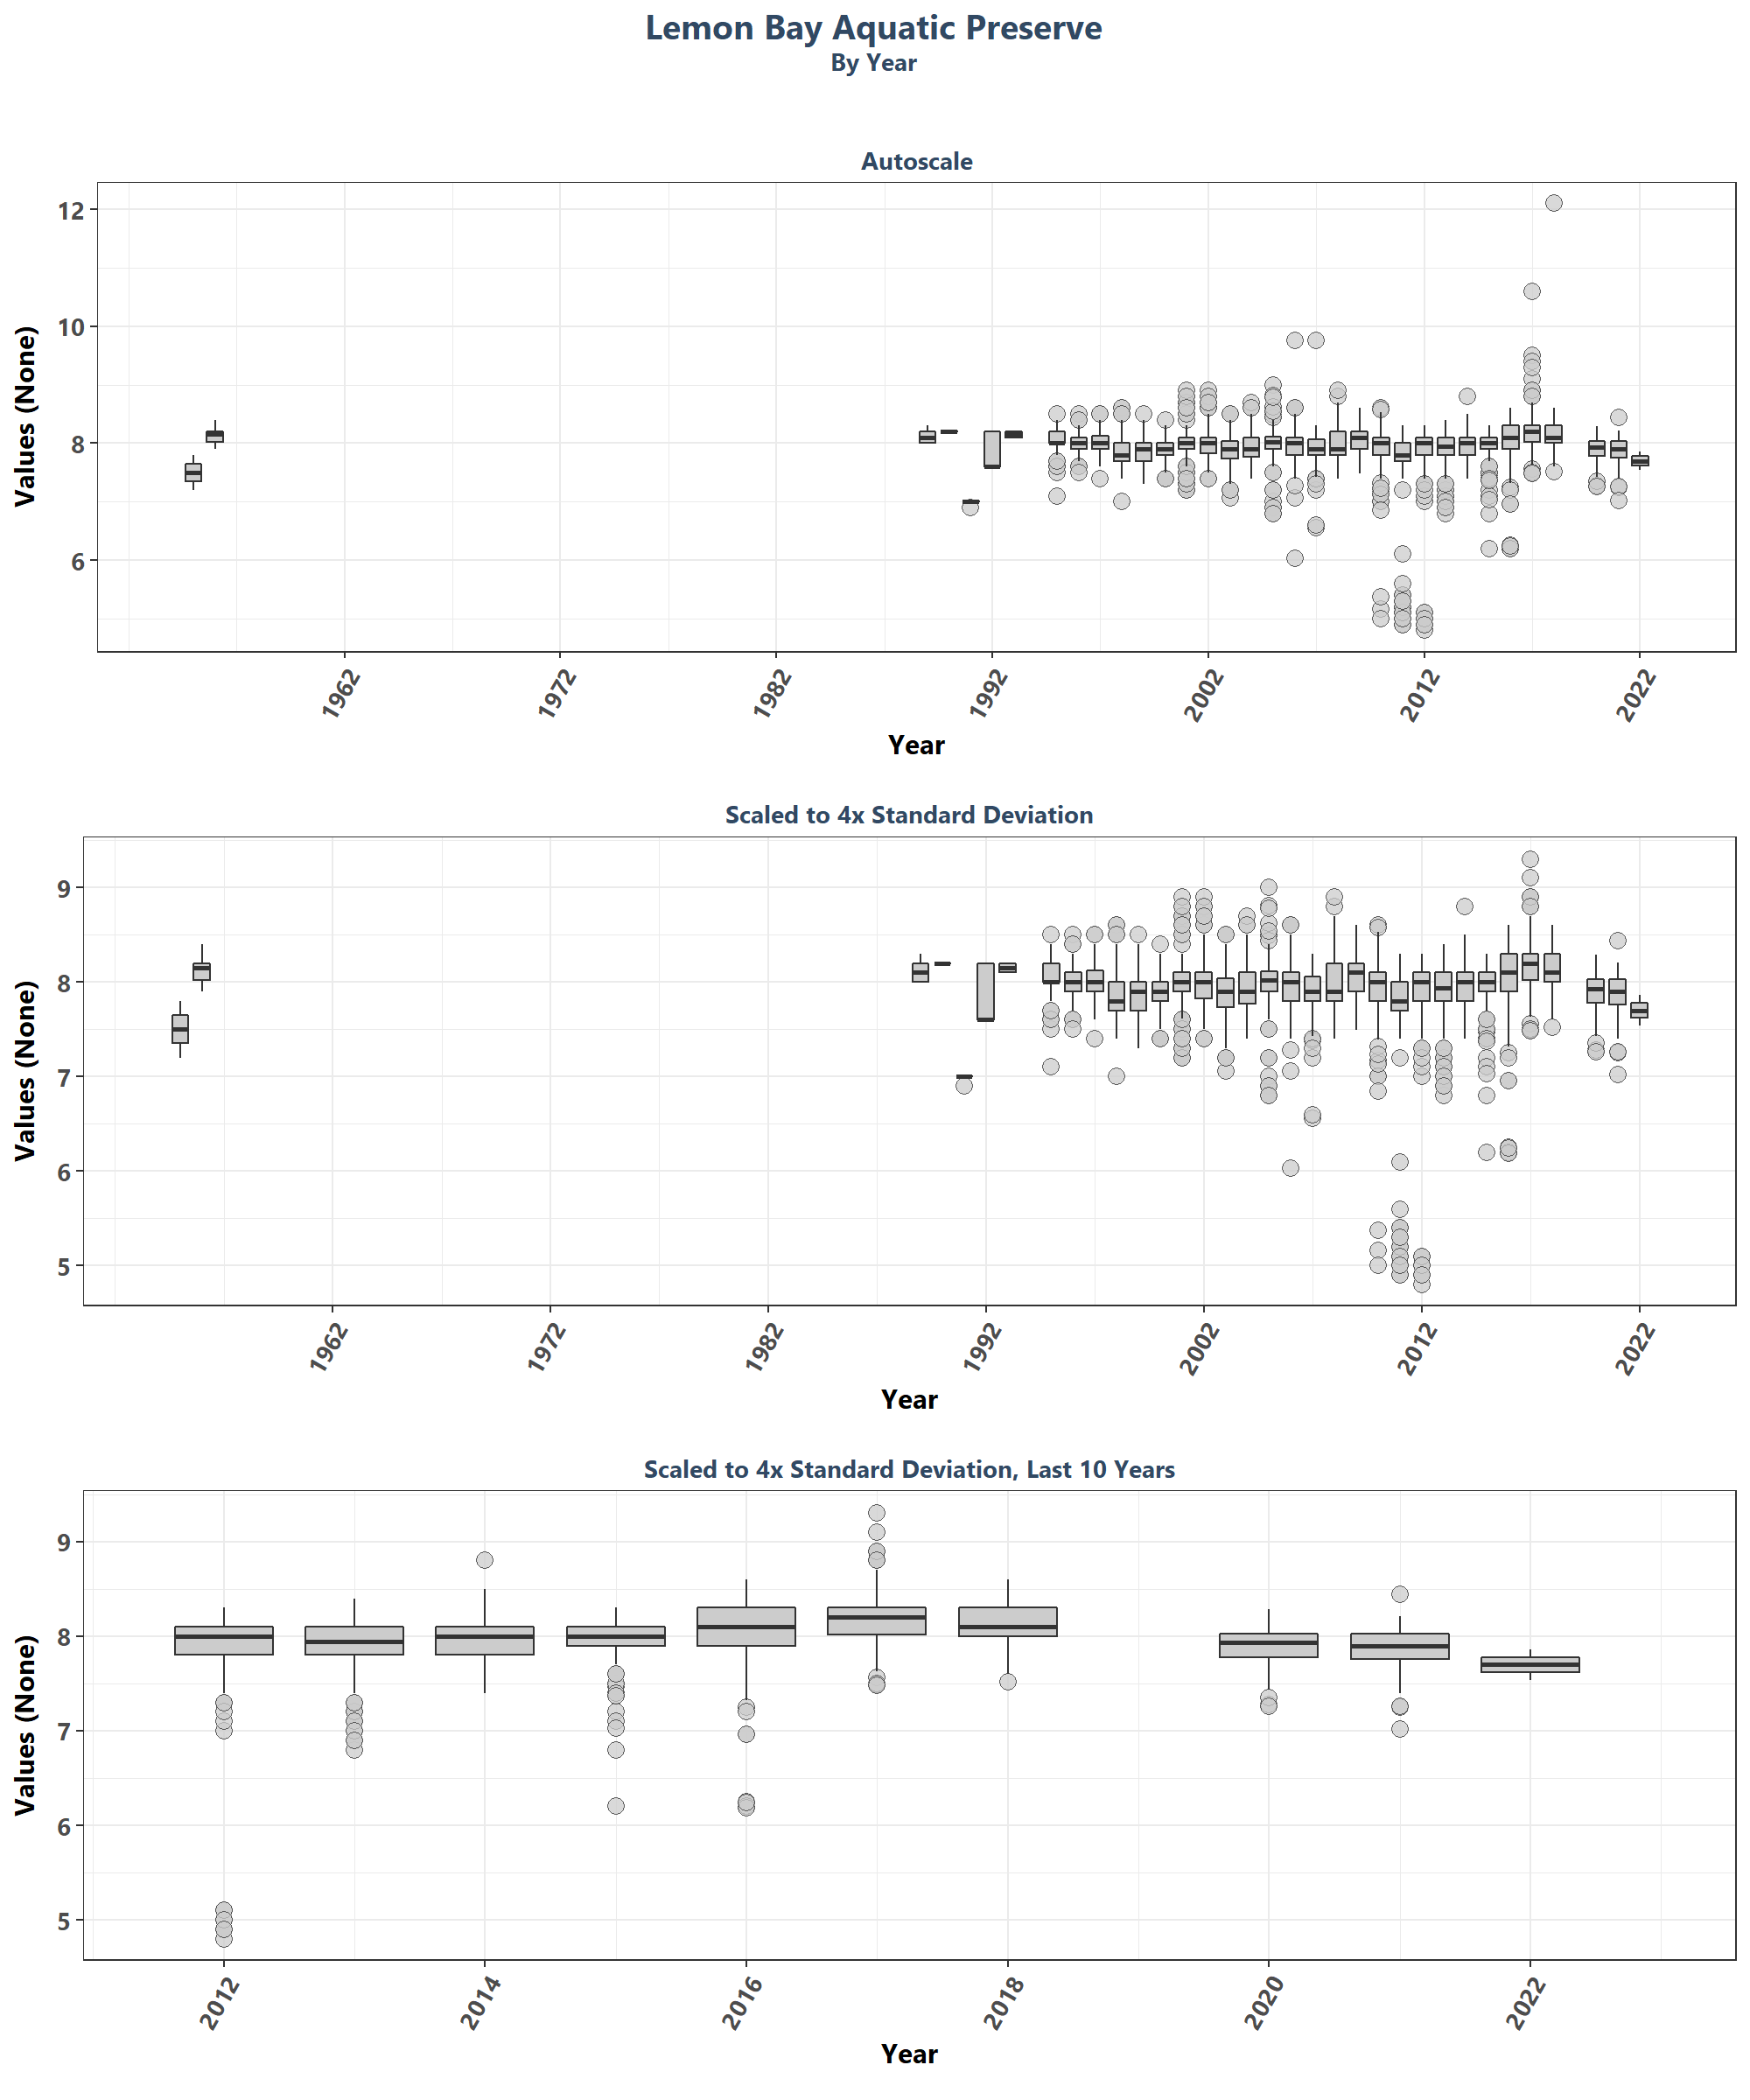 Lemon Bay Aquatic Preserve
By Year
Autoscale
Values (None)
12
10
8
6
1962 1972 1982 1992 2002 2012 2022
Year
Scaled to 4x Standard Deviation
Values (None)
9
8
7
6
5
1962 1972 1982 1992 2002 2012 2022
Year
Scaled to 4x Standard Deviation, Last 10 Years
Values (None)
9
8
7
6
5
2012 2014 2016 2018 2020 2022
Year